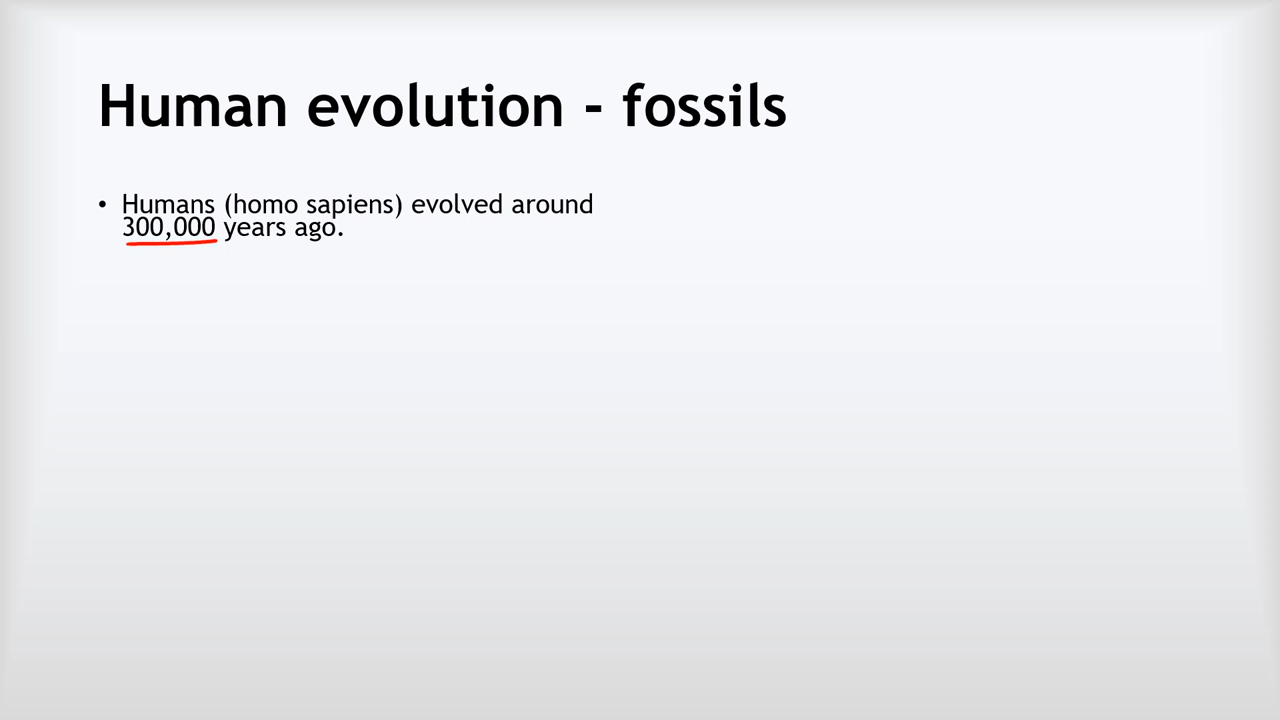 Human evolution - fossils
• Humans (homo sapiens) evolved around
300,000 years ago.